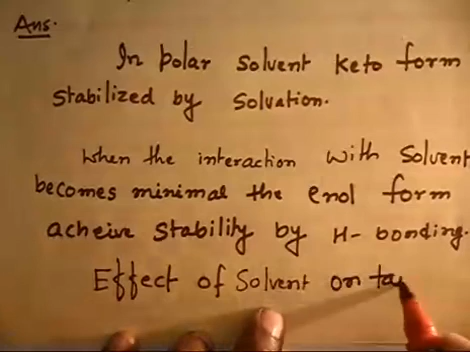 Ans.
In polar solvent keto form
stabilized by solvation.
When the interaction with solvent
becomes minimal the enol form
acheive stability by H-bonding.
Effect of Solvent on ta